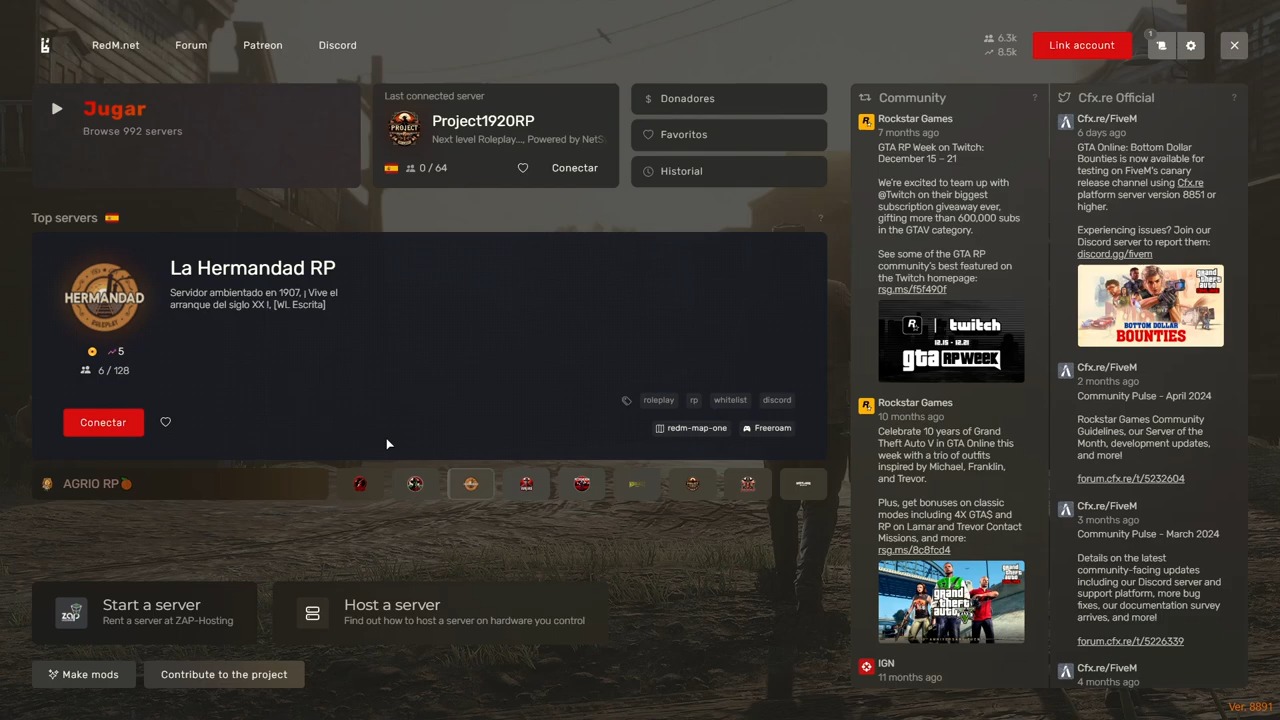 RedM.net
Forum
Patreon
Discord
6.3k
8.5k
Link account
1
Jugar
Browse 992 servers
Last connected server
Project1920RP
Next level Roleplay..., Powered by NetS
0 / 64
Conectar
Donadores
Favoritos
Historial
Top servers
?
HERMANDAD
ROLEPLAY
La Hermandad RP
Servidor ambientado en 1907, ¡ Vive el
arranque del siglo XX !, [WL Escrita]
5
6 / 128
Conectar
roleplay
rp
whitelist
discord
redm-map-one
Freeroam
AGRIO RP
Start a server
Rent a server at ZAP-Hosting
Host a server
Find out how to host a server on hardware you control
Make mods
Contribute to the project
Community
?
Rockstar Games
7 months ago
GTA RP Week on Twitch:
December 15 – 21
We're excited to team up with
@Twitch on their biggest
subscription giveaway ever,
gifting more than 600,000 subs
in the GTAV category.
See some of the GTA RP
community's best featured on
the Twitch homepage:
rsg.ms/f5f490f
twitch
12.15 - 12.21
gta RP WEEK
Rockstar Games
10 months ago
Celebrate 10 years of Grand
Theft Auto V in GTA Online this
week with a trio of outfits
inspired by Michael, Franklin,
and Trevor.
Plus, get bonuses on classic
modes including 4X GTA$ and
RP on Lamar and Trevor Contact
Missions, and more:
rsg.ms/8c8fcd4
grand
theft
auto
IGN
11 months ago
Cfx.re Official
?
Cfx.re/FiveM
6 days ago
GTA Online: Bottom Dollar
Bounties is now available for
testing on FiveM's canary
release channel using Cfx.re
platform server version 8851 or
higher.
Experiencing issues? Join our
Discord server to report them:
discord.gg/fivem
BOTTOM DOLLAR
BOUNTIES
Cfx.re/FiveM
2 months ago
Community Pulse - April 2024
Rockstar Games Community
Guidelines, our Server of the
Month, development updates,
and more!
forum.cfx.re/t/5232604
Cfx.re/FiveM
3 months ago
Community Pulse - March 2024
Details on the latest
community-facing updates
including our Discord server and
support platform, more bug
fixes, our documentation survey
arrives, and more!
forum.cfx.re/t/5226339
Cfx.re/FiveM
4 months ago
Ver. 8891